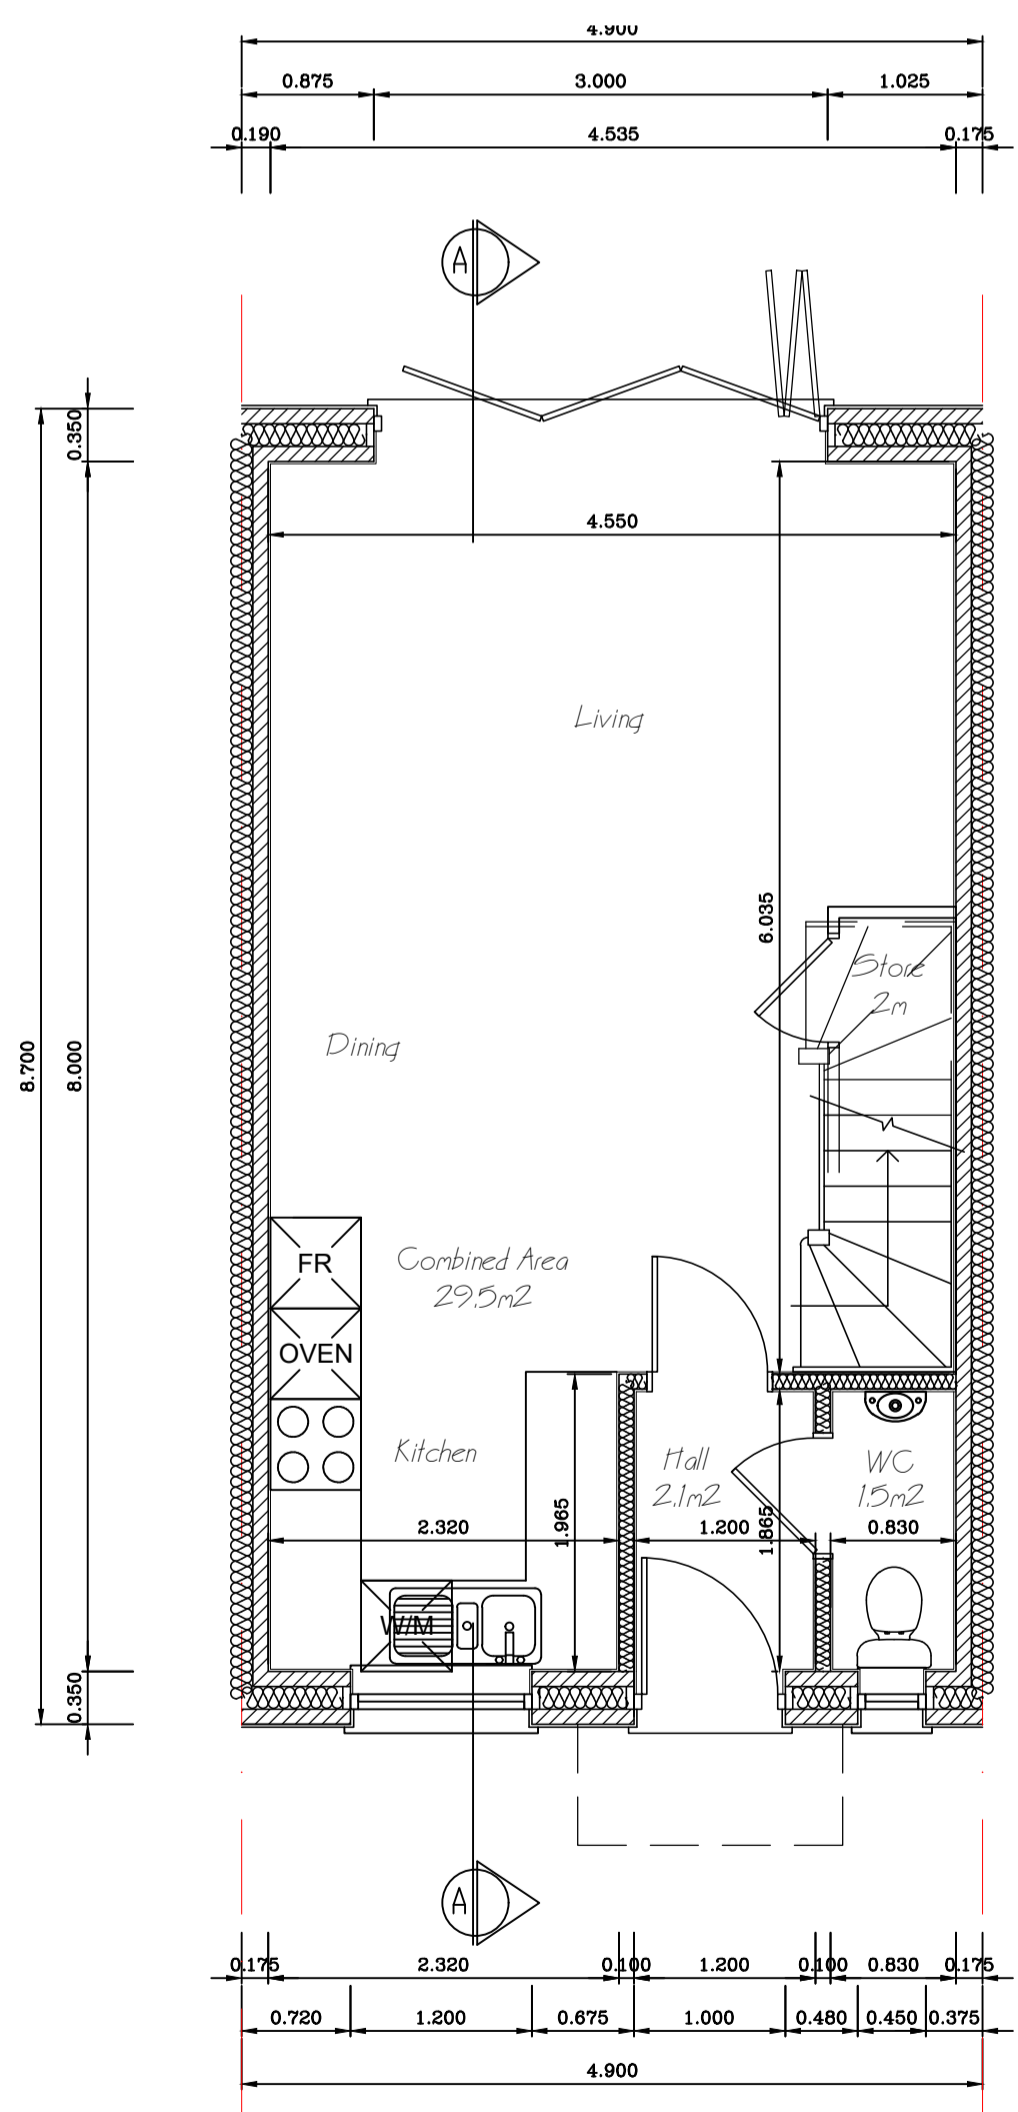 4.900
0.875 3.000 1.025
0.190 4.535 0.175
A
0.350
4.550
Living
6.035
Store
2m
Dining
8.700
8.000
FR
Combined Area
29.5m2
OVEN
Kitchen
Hall
2.1m2
WC
1.5m2
2.320
1.965
1.200
1.865
0.830
W/M
0.350
A
0.175 2.320 0.100 1.200 0.100 0.830 0.175
0.720 1.200 0.675 1.000 0.480 0.450 0.375
4.900